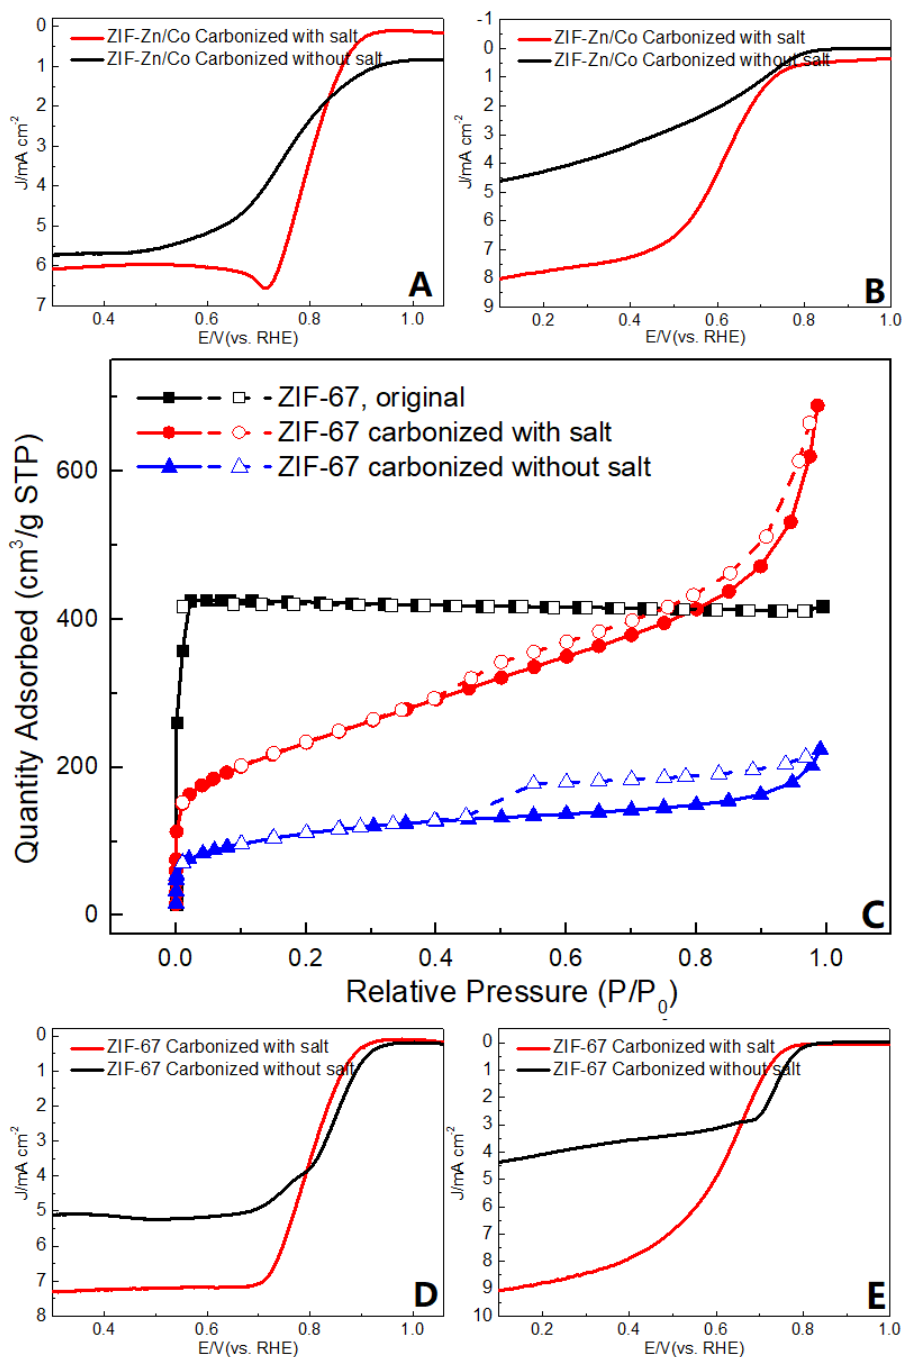 0
1
2
3
4
5
6
7
J/mA cm-2
ZIF-Zn/Co Carbonized with salt
ZIF-Zn/Co Carbonized without salt
A
0.4 0.6 0.8 1.0
E/V(vs. RHE)
-1
0
1
2
3
4
5
6
7
8
9
J/mA cm-2
ZIF-Zn/Co Carbonized with salt
ZIF-Zn/Co Carbonized without salt
B
0.2 0.4 0.6 0.8 1.0
E/V(vs. RHE)
Quantity Adsorbed (cm3/g STP)
600
400
200
0
ZIF-67, original
ZIF-67 carbonized with salt
ZIF-67 carbonized without salt
C
0.0 0.2 0.4 0.6 0.8 1.0
Relative Pressure (P/P0)
0
1
2
3
4
5
6
7
8
J/mA cm-2
ZIF-67 Carbonized with salt
ZIF-67 Carbonized without salt
D
0.4 0.6 0.8 1.0
E/V(vs. RHE)
0
1
2
3
4
5
6
7
8
9
10
J/mA cm-2
ZIF-67 Carbonized with salt
ZIF-67 Carbonized without salt
E
0.2 0.4 0.6 0.8 1.0
E/V(vs. RHE)